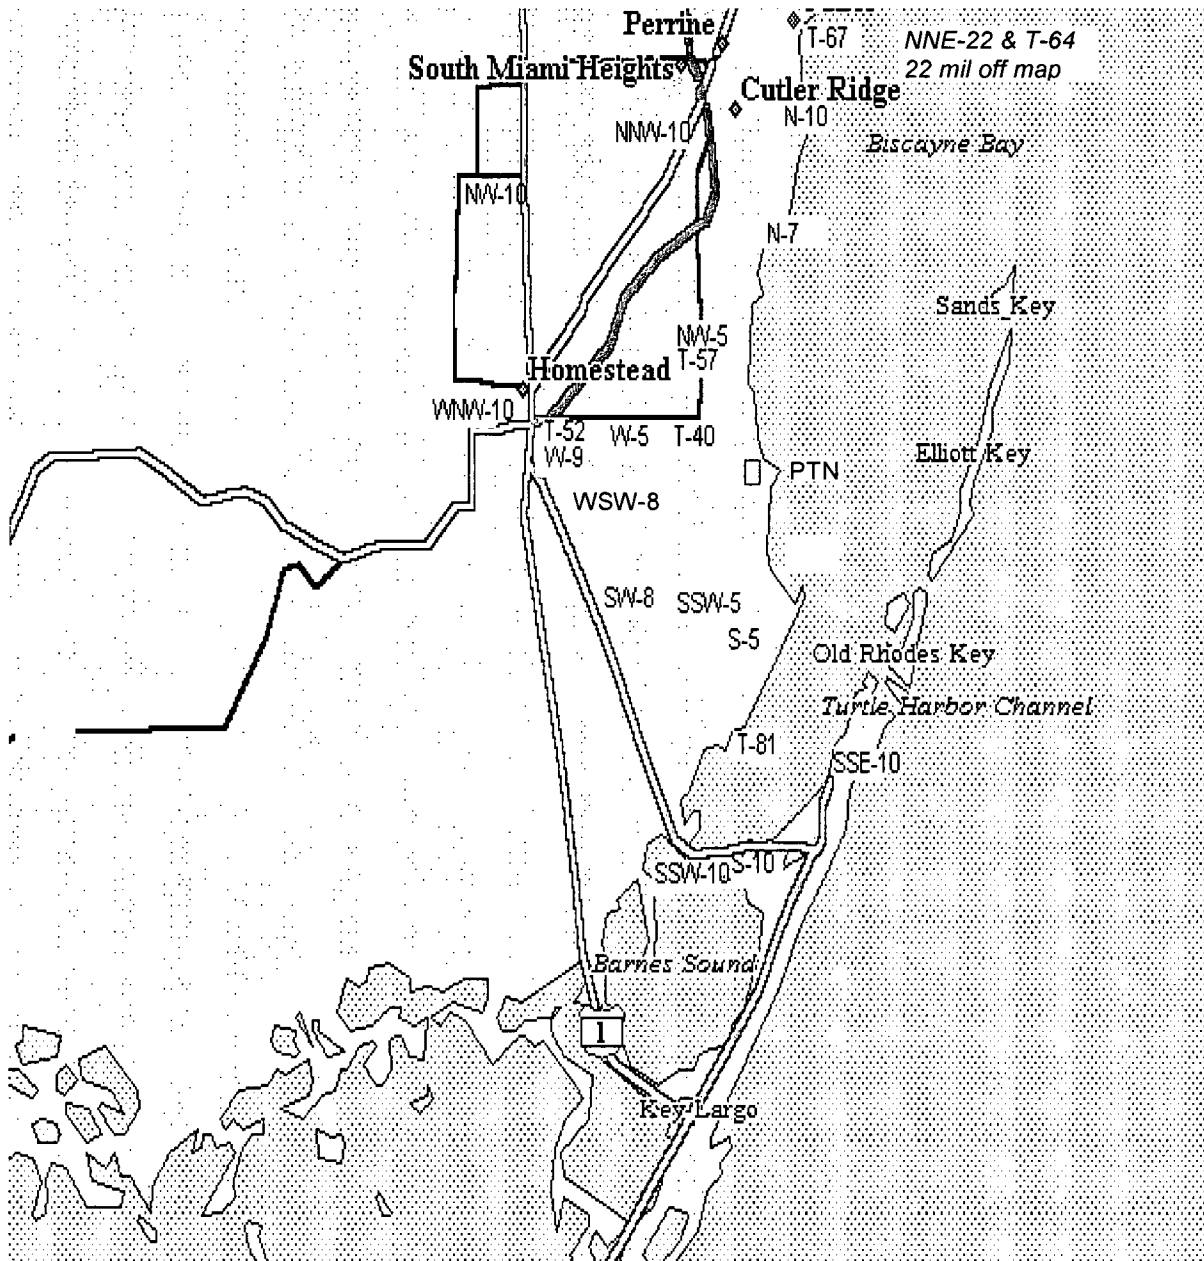 Perrine
T-67
NNE-22 & T-64
22 mil off map
South Miami Heights
Cutler Ridge
N-10
NNW-10
Biscayne Bay
NW-10
N-7
Sands Key
NW-5
T-57
Homestead
WNW-10
T-52
W-5
T-40
W-9
Elliott Key
PTN
WSW-8
SW-8
SSW-5
S-5
Old Rhodes Key
Turtle Harbor Channel
T-81
SSE-10
SSW-10
S-10
Barnes Sound
1
Key Largo